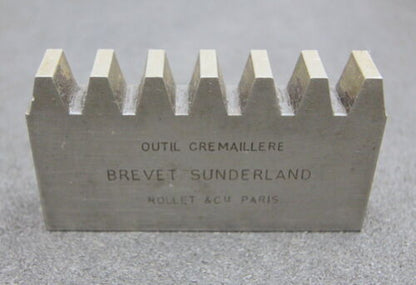 OUTIL CREMAILLERE
BREVET SUNDERLAND
ROLLET & CIE PARIS